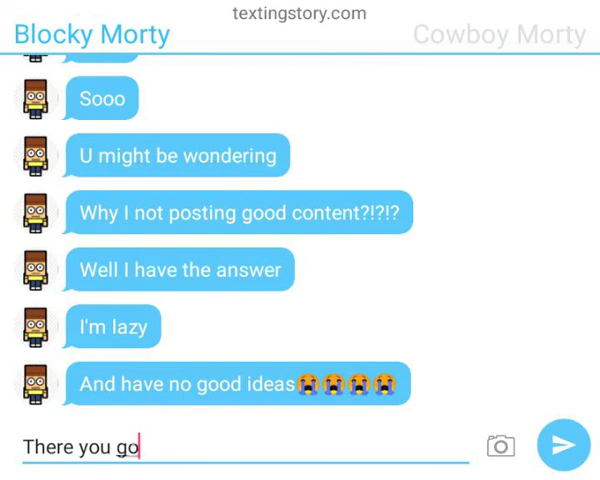 textingstory.com
Blocky Morty
Cowboy Morty
Sooo
U might be wondering
Why I not posting good content?!?!?
Well I have the answer
I'm lazy
And have no good ideas😭😭😭😭
There you go